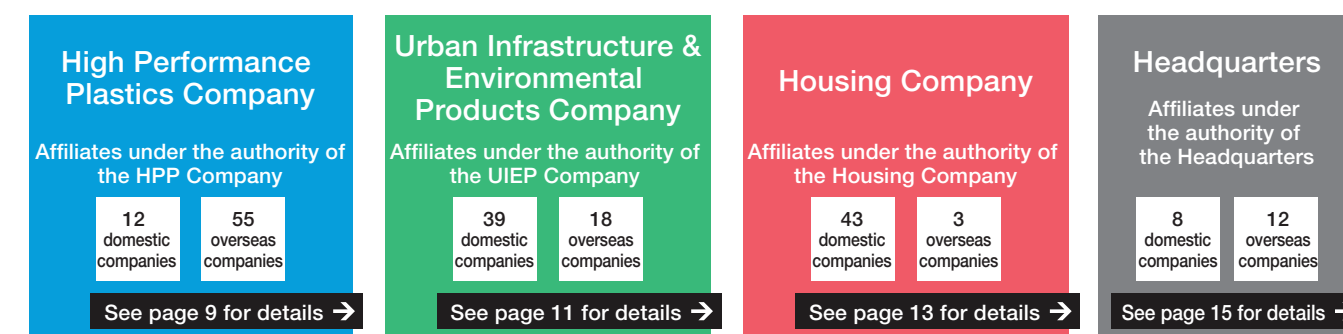 High Performance
Plastics Company
Affiliates under the authority of
the HPP Company
12
domestic
companies
55
overseas
companies
See page 9 for details →
Urban Infrastructure &
Environmental
Products Company
Affiliates under the authority of
the UIEP Company
39
domestic
companies
18
overseas
companies
See page 11 for details →
Housing Company
Affiliates under the authority of
the Housing Company
43
domestic
companies
3
overseas
companies
See page 13 for details →
Headquarters
Affiliates under
the authority of
the Headquarters
8
domestic
companies
12
overseas
companies
See page 15 for details